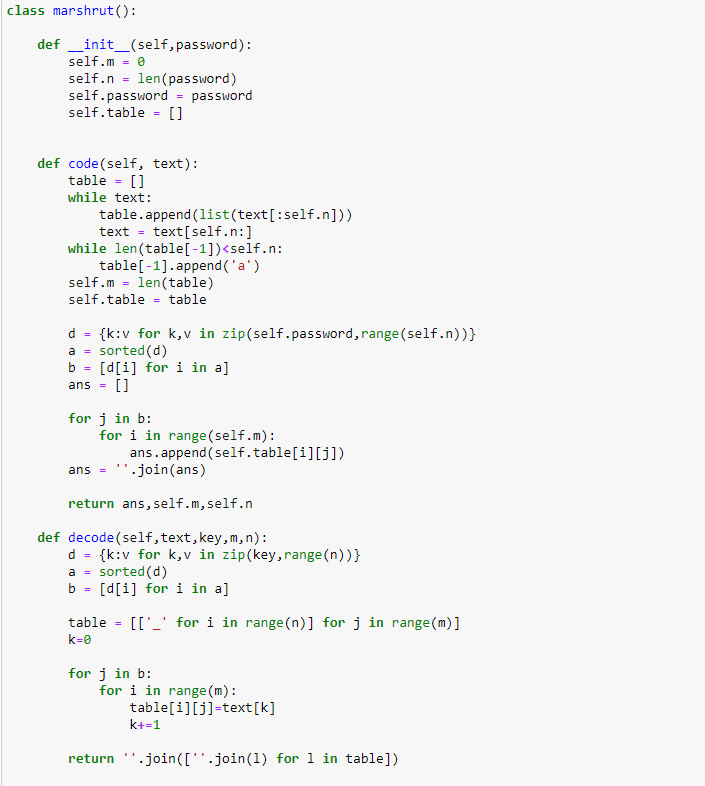 class marshrut():
    def __init__(self,password):
        self.m = 0
        self.n = len(password)
        self.password = password
        self.table = []
    def code(self, text):
        table = []
        while text:
            table.append(list(text[:self.n]))
            text = text[self.n:]
        while len(table[-1])<self.n:
            table[-1].append('a')
        self.m = len(table)
        self.table = table
        d = {k:v for k,v in zip(self.password,range(self.n))}
        a = sorted(d)
        b = [d[i] for i in a]
        ans = []
        for j in b:
            for i in range(self.m):
                ans.append(self.table[i][j])
        ans = ''.join(ans)
        return ans,self.m,self.n
    def decode(self,text,key,m,n):
        d = {k:v for k,v in zip(key,range(n))}
        a = sorted(d)
        b = [d[i] for i in a]
        table = [['_' for i in range(n)] for j in range(m)]
        k=0
        for j in b:
            for i in range(m):
                table[i][j]=text[k]
                k+=1
        return ''.join([''.join(l) for l in table])